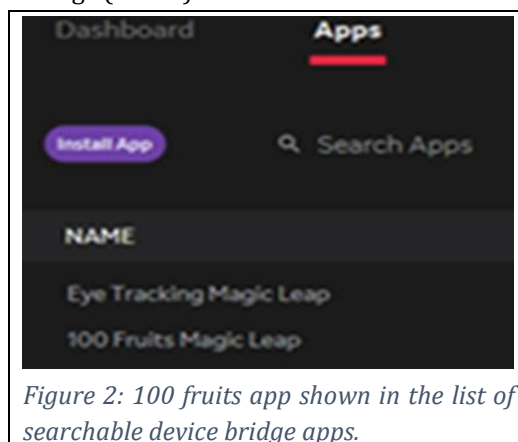 Dashboard Apps
Install App Search Apps
NAME
Eye Tracking Magic Leap
100 Fruits Magic Leap
Figure 2: 100 fruits app shown in the list of
searchable device bridge apps.